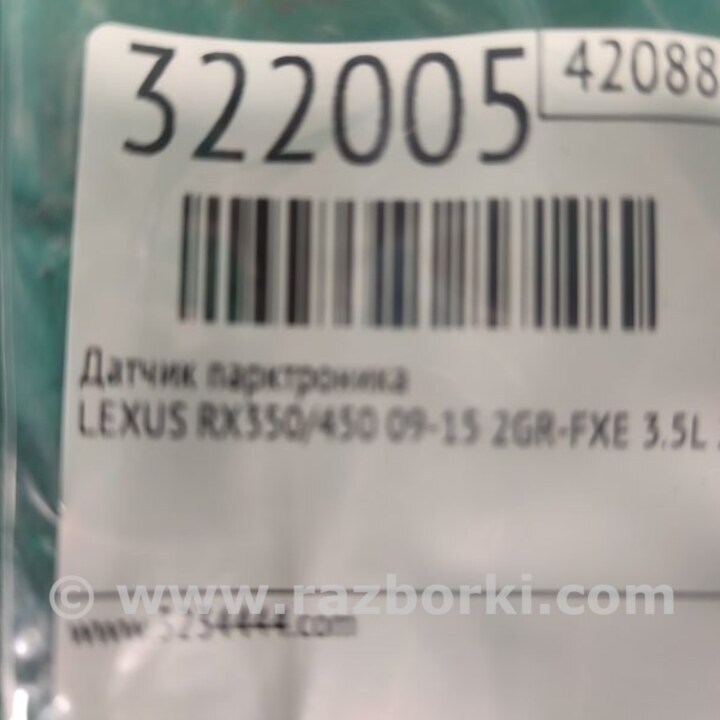 322005
42088
Датчик парктроника
LEXUS RX350/450 09-15 2GR-FXE 3.5L
© www.razborki.com
www.5254444.com